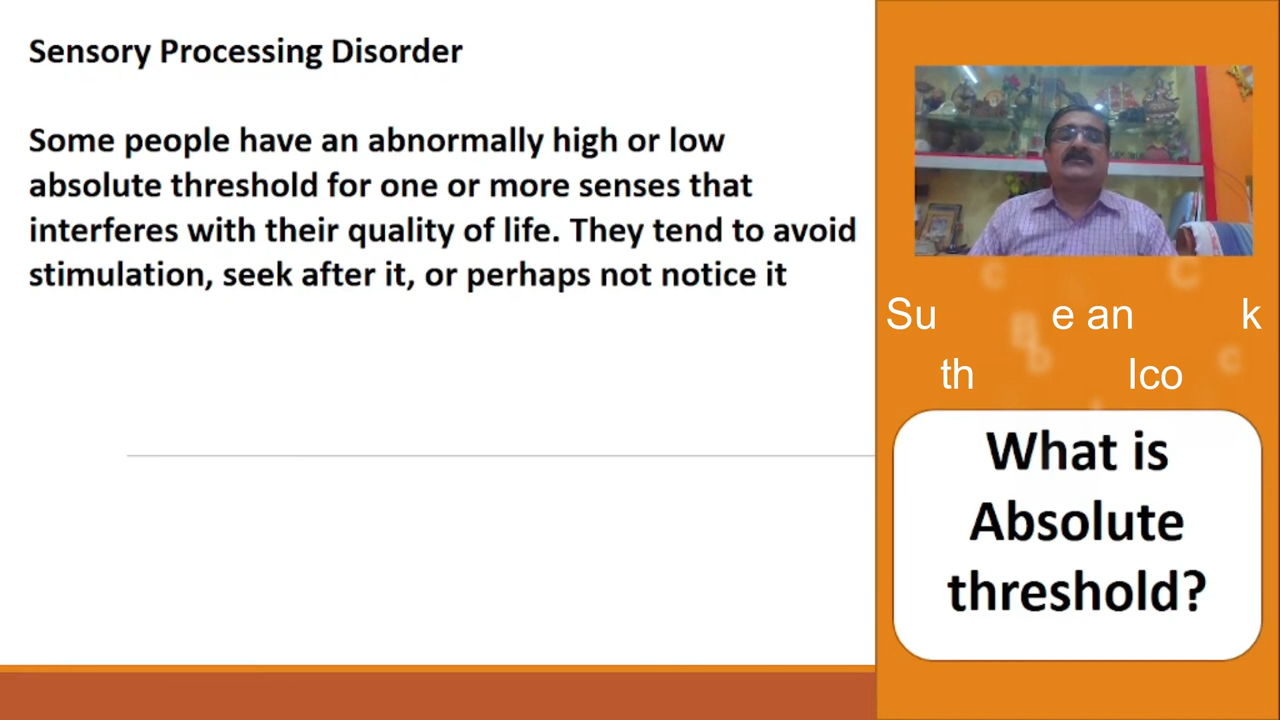 Sensory Processing Disorder
Some people have an abnormally high or low
absolute threshold for one or more senses that
interferes with their quality of life. They tend to avoid
stimulation, seek after it, or perhaps not notice it
Su e an k
th Ico
What is
Absolute
threshold?